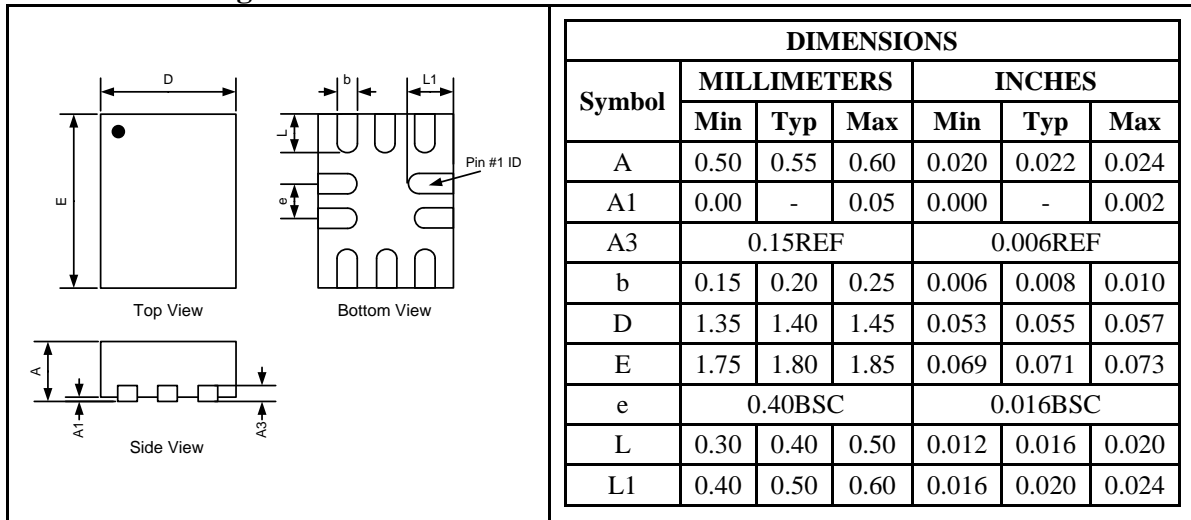 D
E
Top View
b
L1
L
e
Pin #1 ID
Bottom View
A
A1
A3
Side View
DIMENSIONS
Symbol MILLIMETERS INCHES
Min Typ Max Min Typ Max
A 0.50 0.55 0.60 0.020 0.022 0.024
A1 0.00 - 0.05 0.000 - 0.002
A3 0.15REF 0.006REF
b 0.15 0.20 0.25 0.006 0.008 0.010
D 1.35 1.40 1.45 0.053 0.055 0.057
E 1.75 1.80 1.85 0.069 0.071 0.073
e 0.40BSC 0.016BSC
L 0.30 0.40 0.50 0.012 0.016 0.020
L1 0.40 0.50 0.60 0.016 0.020 0.024